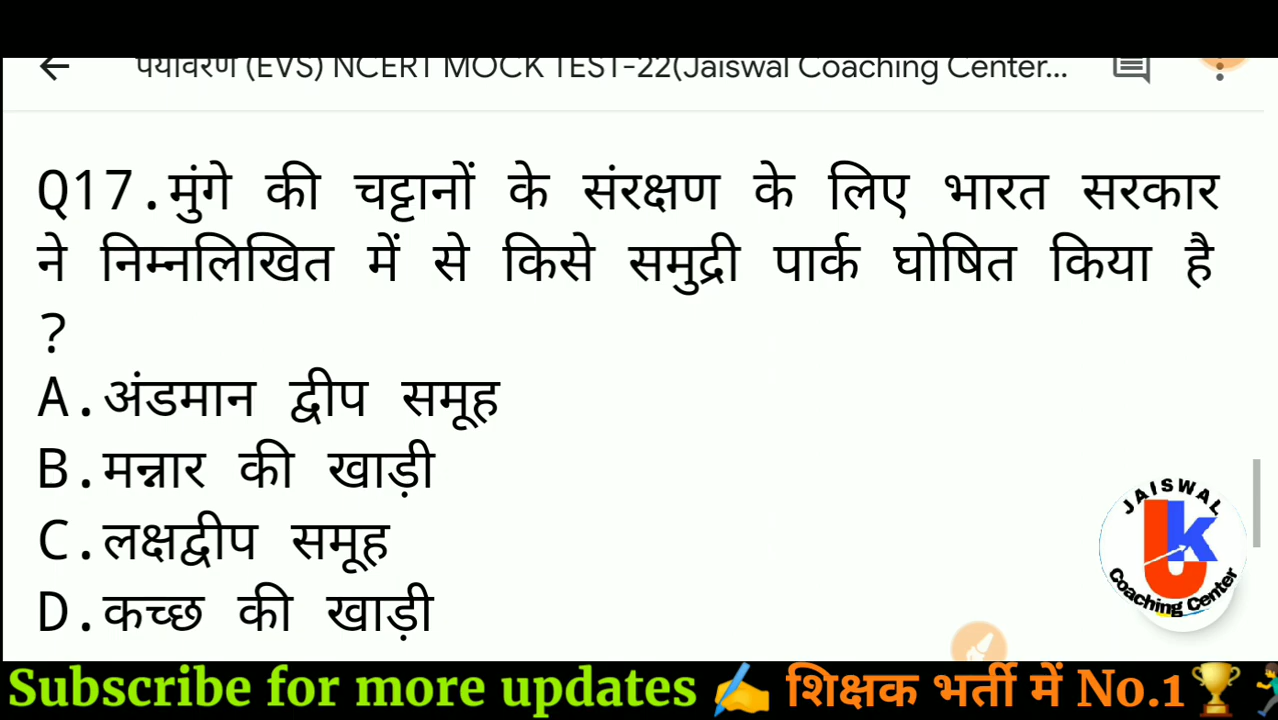 पर्यावरण (EVS) NCERT MOCK TEST-22(Jaiswal Coaching Center...
Q17.मुंगे की चट्टानों के संरक्षण के लिए भारत सरकार
ने निम्नलिखित में से किसे समुद्री पार्क घोषित किया है
?
A.अंडमान द्वीप समूह
B.मन्नार की खाड़ी
C.लक्षद्वीप समूह
D.कच्छ की खाड़ी
JAISWAL
UK
Coaching Center
Subscribe for more updates ✍️ शिक्षक भर्ती में No.1🏆